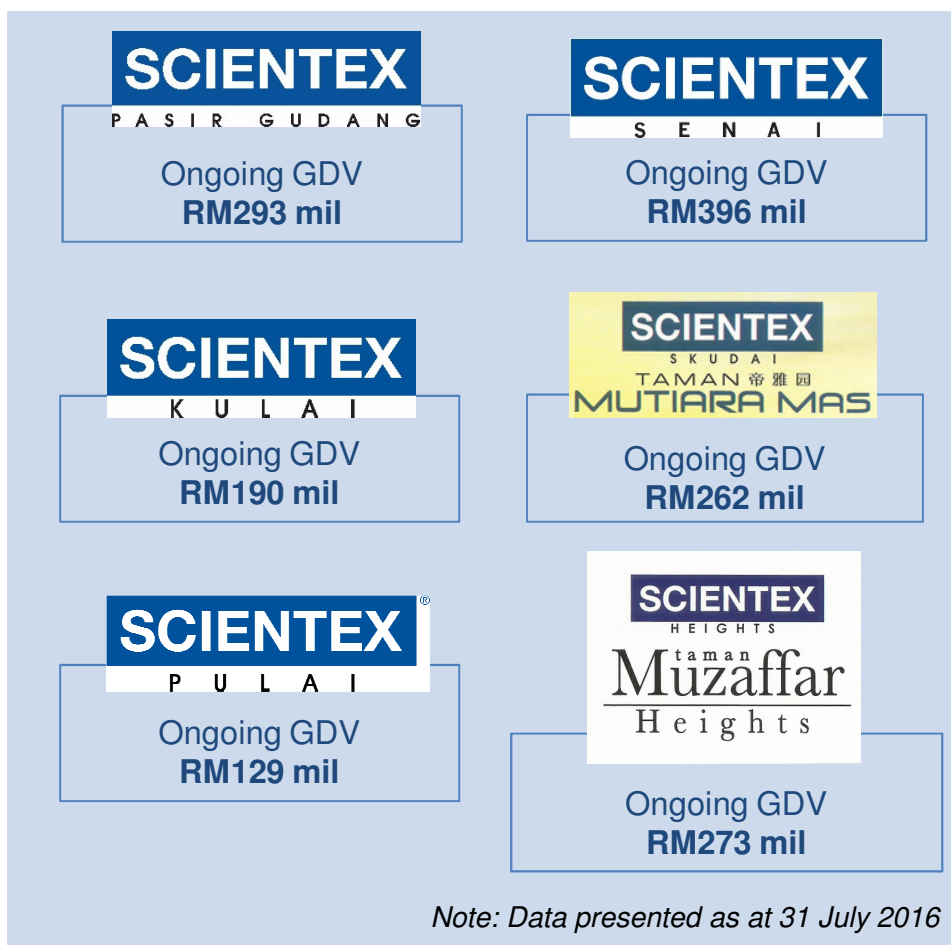 SCIENTEX
PASIR GUDANG
Ongoing GDV
RM293 mil
SCIENTEX
SENAI
Ongoing GDV
RM396 mil
SCIENTEX
KULAI
Ongoing GDV
RM190 mil
SCIENTEX
SKUDAI
TAMAN 帝雅园
MUTIARA MAS
Ongoing GDV
RM262 mil
SCIENTEX®
PULAI
Ongoing GDV
RM129 mil
SCIENTEX
HEIGHTS
taman
Muzaffar
Heights
Ongoing GDV
RM273 mil
Note: Data presented as at 31 July 2016